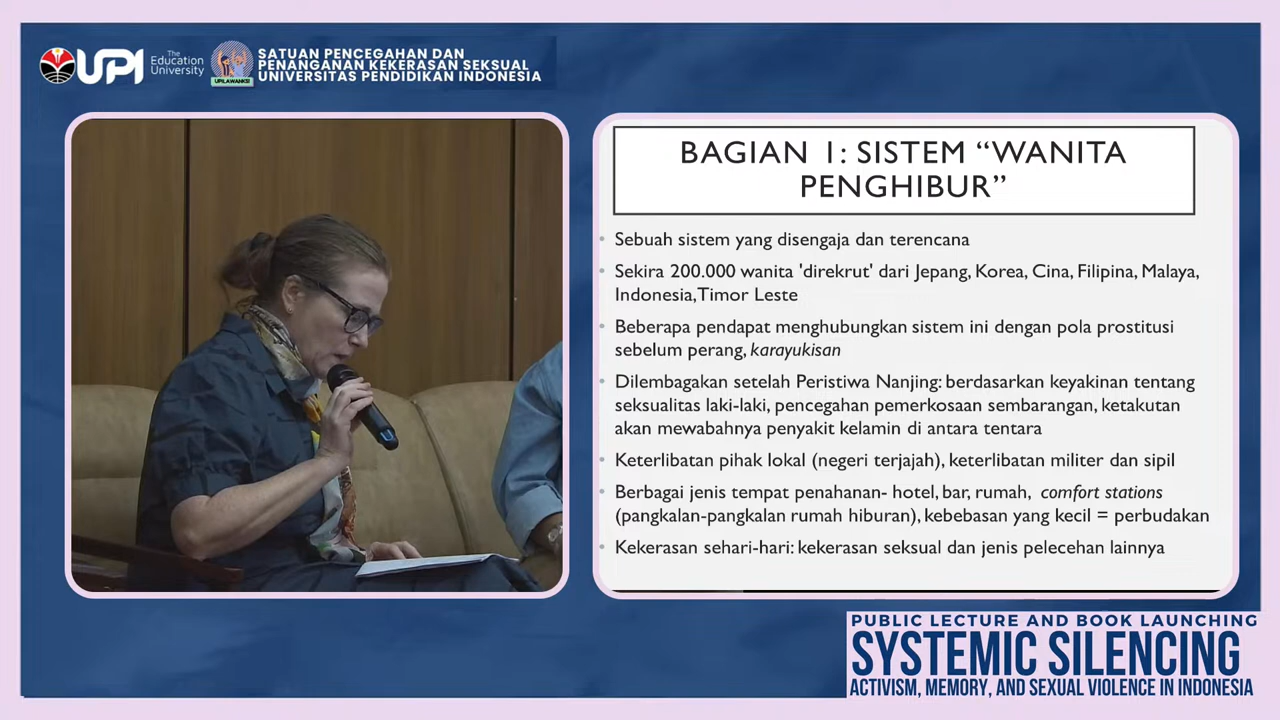 UPI
The
Education
University
UPILAWANKS!
SATUAN PENCEGAHAN DAN
PENANGANAN KEKERASAN SEKSUAL
UNIVERSITAS PENDIDIKAN INDONESIA
BAGIAN 1: SISTEM “WANITA
PENGHIBUR”
• Sebuah sistem yang disengaja dan terencana
• Sekira 200.000 wanita 'direkrut' dari Jepang, Korea, Cina, Filipina, Malaya,
Indonesia,Timor Leste
• Beberapa pendapat menghubungkan sistem ini dengan pola prostitusi
sebelum perang, karayukisan
• Dilembagakan setelah Peristiwa Nanjing: berdasarkan keyakinan tentang
seksualitas laki-laki, pencegahan pemerkosaan sembarangan, ketakutan
akan mewabahnya penyakit kelamin di antara tentara
• Keterlibatan pihak lokal (negeri terjajah), keterlibatan militer dan sipil
• Berbagai jenis tempat penahanan- hotel, bar, rumah, comfort stations
(pangkalan-pangkalan rumah hiburan), kebebasan yang kecil = perbudakan
• Kekerasan sehari-hari: kekerasan seksual dan jenis pelecehan lainnya
PUBLIC LECTURE AND BOOK LAUNCHING
SYSTEMIC SILENCING
ACTIVISM, MEMORY, AND SEXUAL VIOLENCE IN INDONESIA